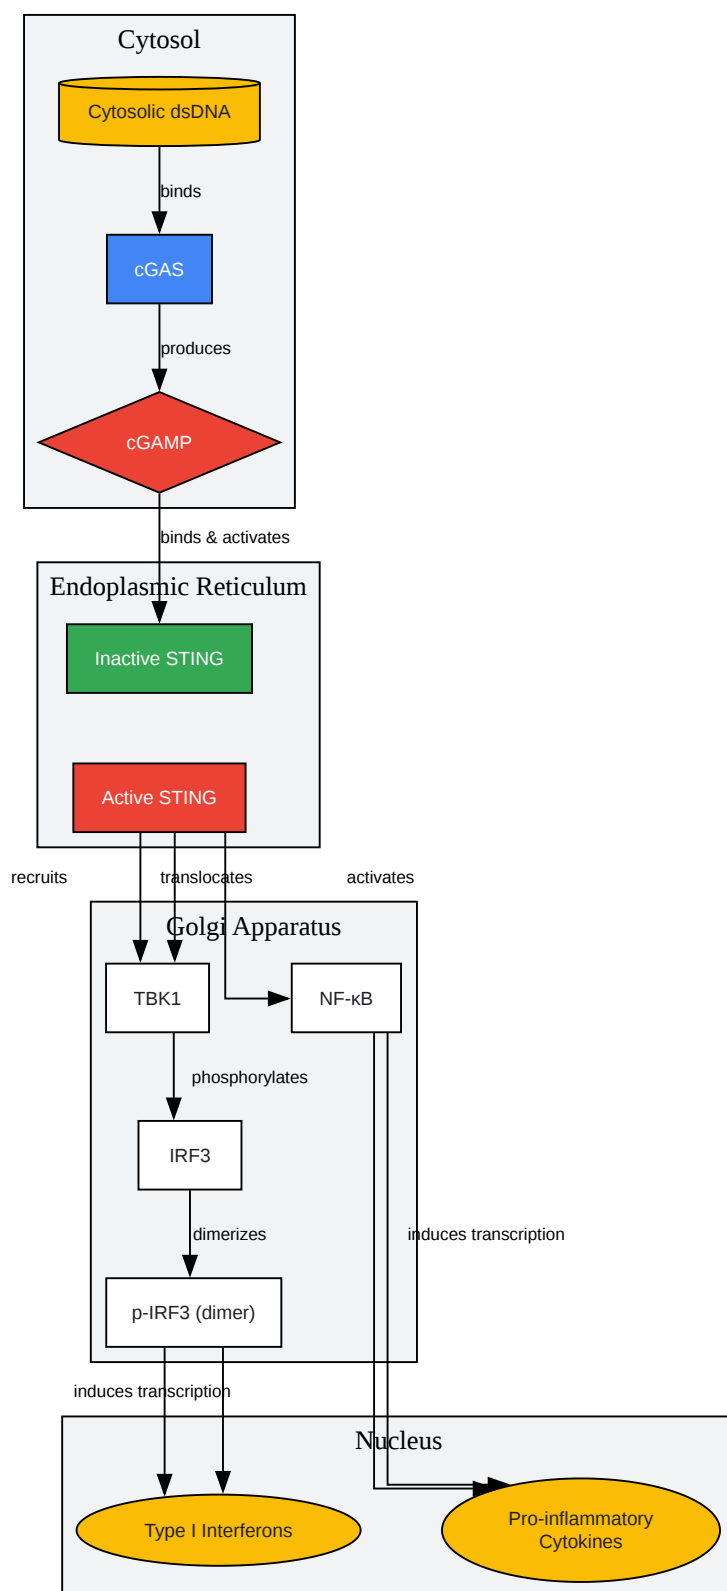 Cytosol
Cytosolic dsDNA
binds
cGAS
produces
cGAMP
binds & activates
Endoplasmic Reticulum
Inactive STING
Active STING
recruits
translocates
activates
Golgi Apparatus
TBK1
NF-κB
phosphorylates
IRF3
dimerizes
induces transcription
p-IRF3 (dimer)
induces transcription
Nucleus
Type I Interferons
Pro-inflammatory
Cytokines